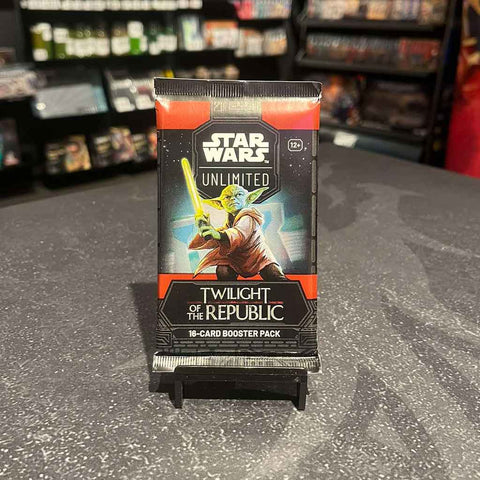 STAR
WARS
UNLIMITED
12+
TWILIGHT
OF THE REPUBLIC
16-CARD BOOSTER PACK